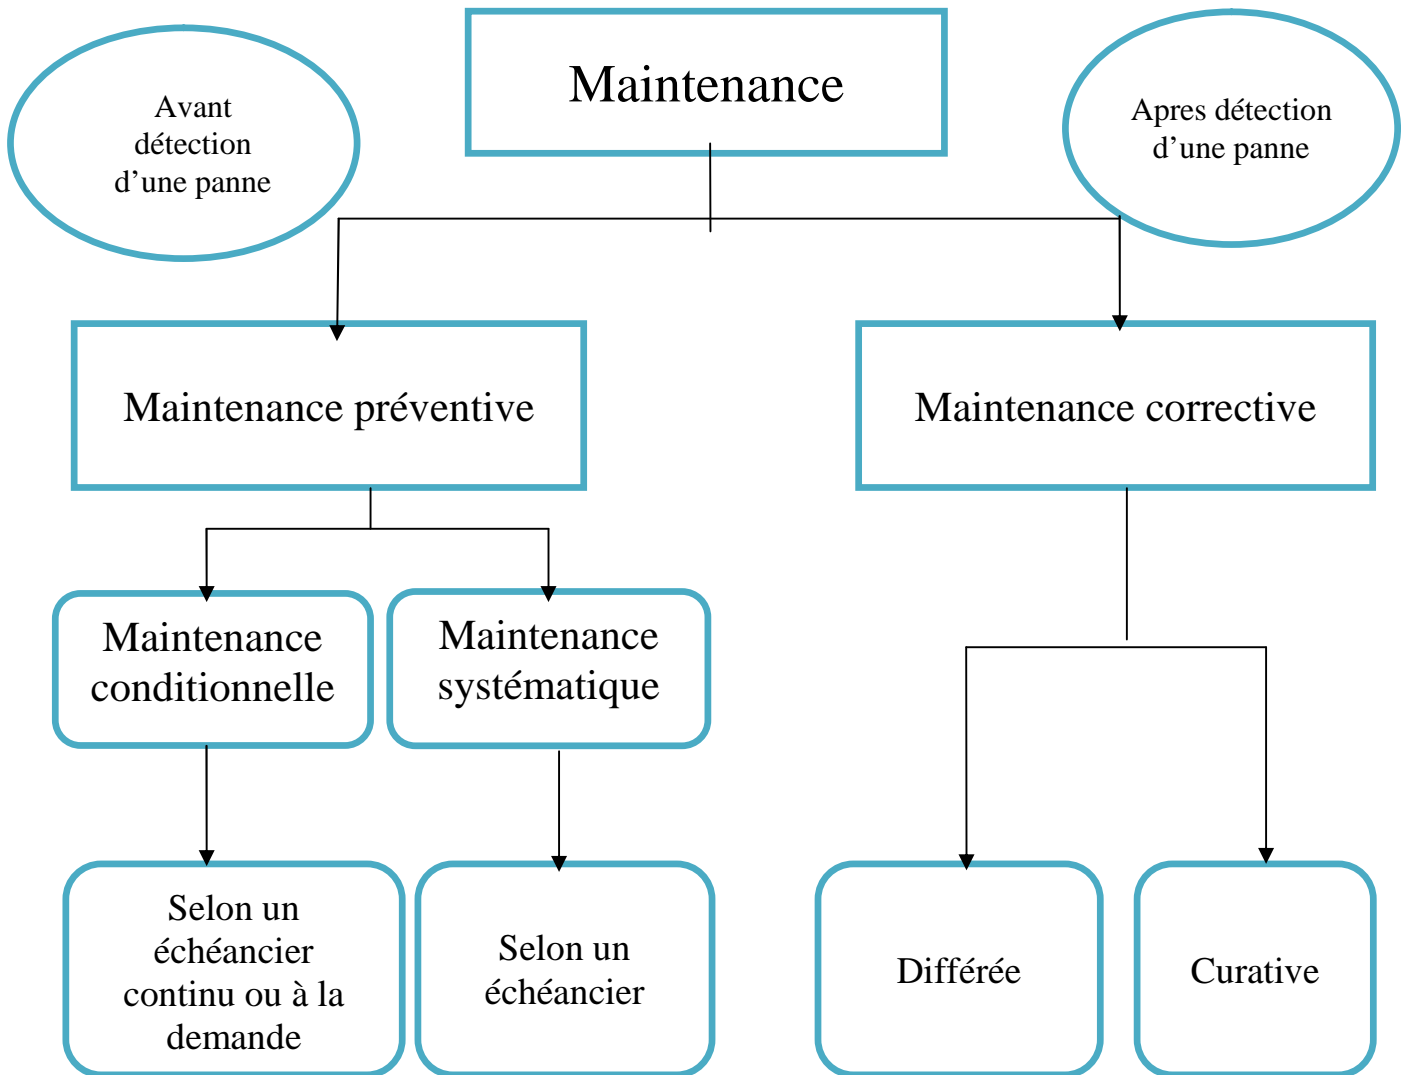 Maintenance
Avant
détection
d’une panne
Apres détection
d’une panne
Maintenance préventive
Maintenance corrective
Maintenance
conditionnelle
Maintenance
systématique
Selon un
échéancier
continu ou à la
demande
Selon un
échéancier
Différée
Curative